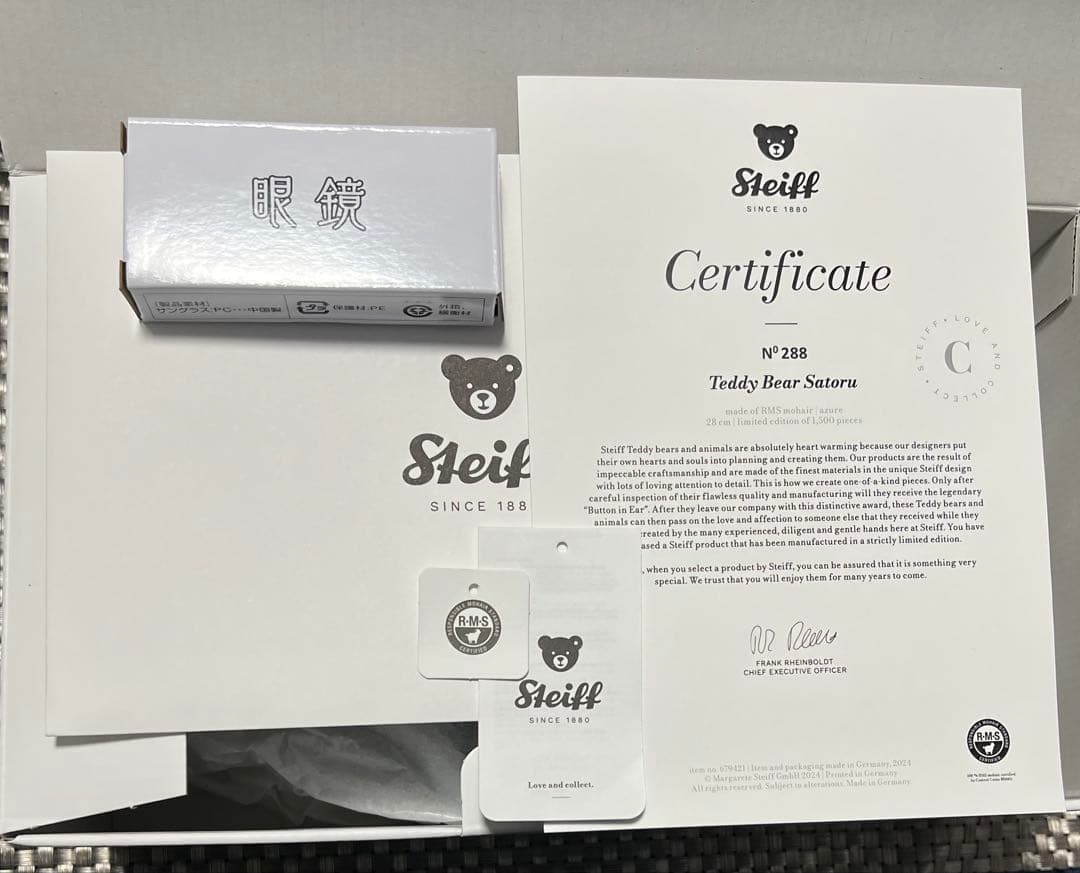 眼鏡
[製品素材]
サングラス:PC…中国製
プラ
保護材:PE
外箱・
緩衝材
Steif
SINCE 188
R·M·S
CERTIFIED
Steiff
SINCE 1880
Love and collect.
Steiff
SINCE 1880
Certificate
Nº 288
Teddy Bear Satoru
made of RMS mohair | azure
28 cm | limited edition of 1,500 pieces
STEIFF • LOVE AND COLLECT •
C
Steiff Teddy bears and animals are absolutely heart warming because our designers put
their own hearts and souls into planning and creating them. Our products are the result of
impeccable craftsmanship and are made of the finest materials in the unique Steiff design
with lots of loving attention to detail. This is how we create one-of-a-kind pieces. Only after
careful inspection of their flawless quality and manufacturing will they receive the legendary
"Button in Ear". After they leave our company with this distinctive award, these Teddy bears and
animals can then pass on the love and affection to someone else that they received while they
created by the many experienced, diligent and gentle hands here at Steiff. You have
ased a Steiff product that has been manufactured in a strictly limited edition.
, when you select a product by Steiff, you can be assured that it is something very
special. We trust that you will enjoy them for many years to come.
FRANK RHEINBOLDT
CHIEF EXECUTIVE OFFICER
R·M·S
item no. 679421 | Item and packaging made in Germany, 2024
© Margarete Steiff GmbH 2024 | Printed in Germany
All rights reserved. Subject to alterations. Made in Germany